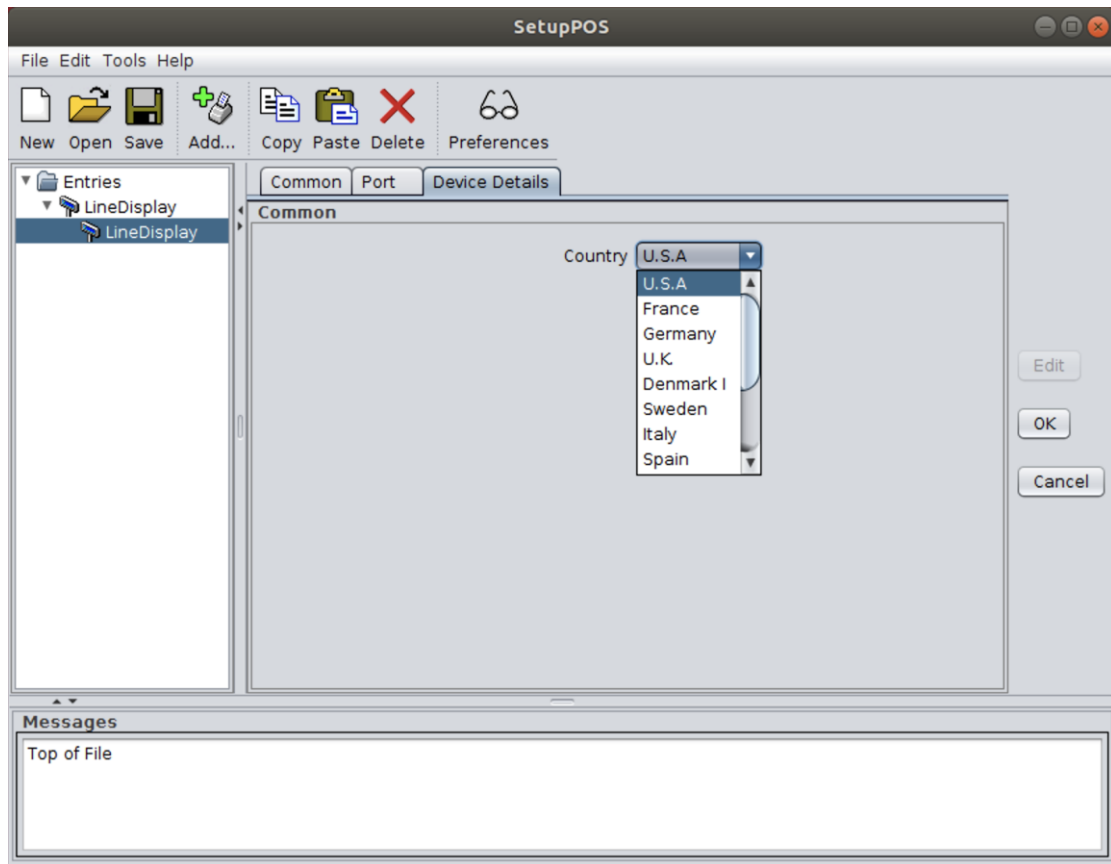 SetupPOS
File Edit Tools Help
New Open Save Add... Copy Paste Delete Preferences
Entries
LineDisplay
LineDisplay
Common Port Device Details
Common
Country U.S.A
U.S.A
France
Germany
U.K.
Denmark I
Sweden
Italy
Spain
Edit
OK
Cancel
Messages
Top of File